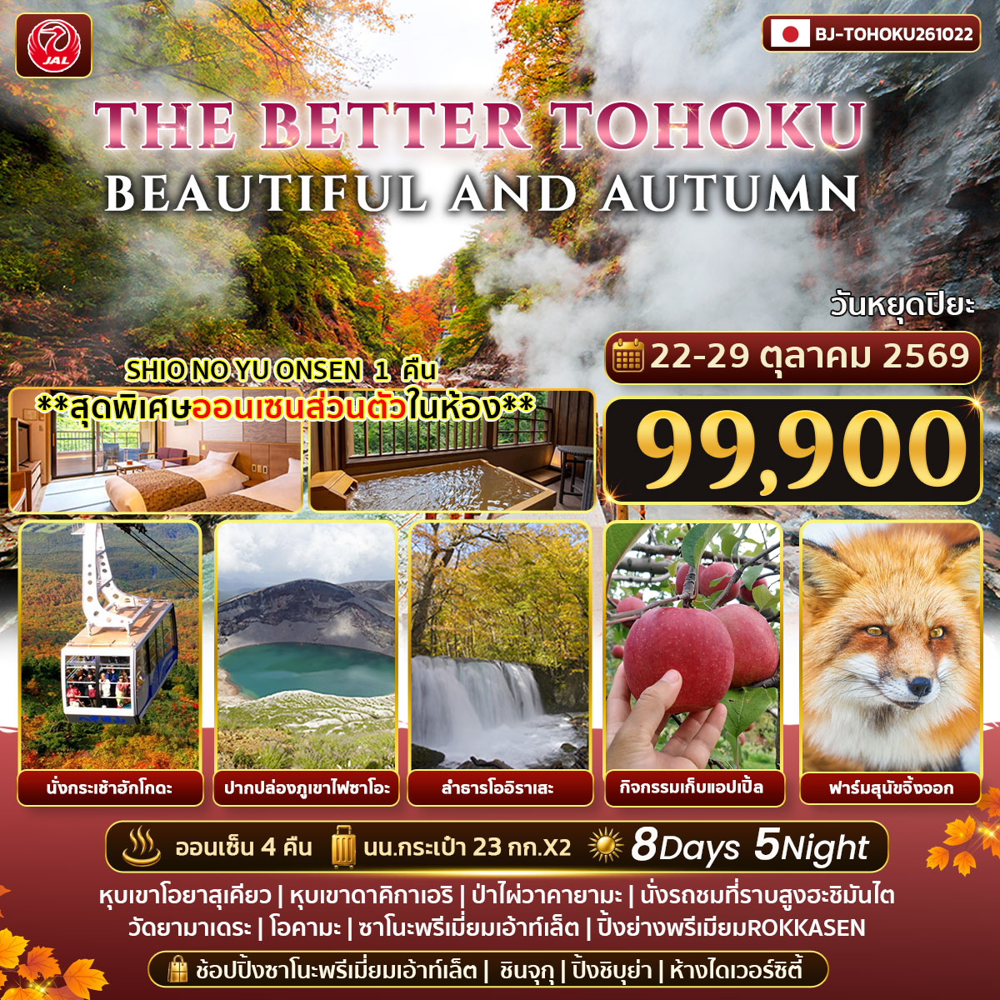 JAL
BJ-TOHOKU261022
THE BETTER TOHOKU
BEAUTIFUL AND AUTUMN
วันหยุดปิยะ
22-29 ตุลาคม 2569
99,900
SHIO NO YU ONSEN 1 คืน
**สุดพิเศษออนเซนส่วนตัวในห้อง**
นั่งกระเช้าฮักโกดะ
ปากปล่องภูเขาไฟซาโอะ
ลำธารโออิราเสะ
กิจกรรมเก็บแอปเปิ้ล
ฟาร์มสุนัขจิ้งจอก
ออนเซ็น 4 คืน
นน.กระเป๋า 23 กก.X2
8Days 5Night
หุบเขาโอยาสุเคียว | หุบเขาดาคิกาเอริ | ป่าไผ่วาคายามะ | นั่งรถชมที่ราบสูงฮะชิมันไต
วัดยามาเดระ | โอคามะ | ซาโนะพรีเมี่ยมเอ้าท์เล็ต | ปิ้งย่างพรีเมียมROKKASEN
ช้อปปิ้งซาโนะพรีเมี่ยมเอ้าท์เล็ต | ชินจุกุ | ปิ้งชิบุย่า | ห้างไดเวอร์ซิตี้